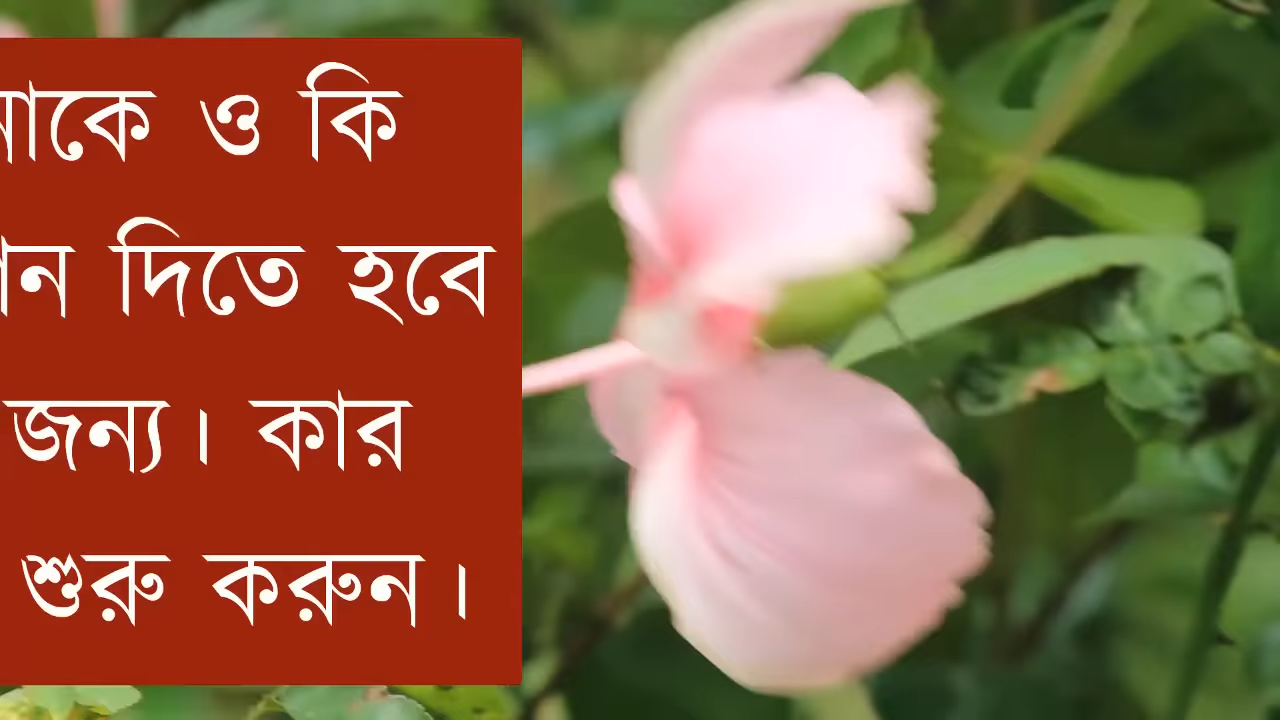 ও কি
দিতে হবে
জন্য। কার
শুরু করুন।